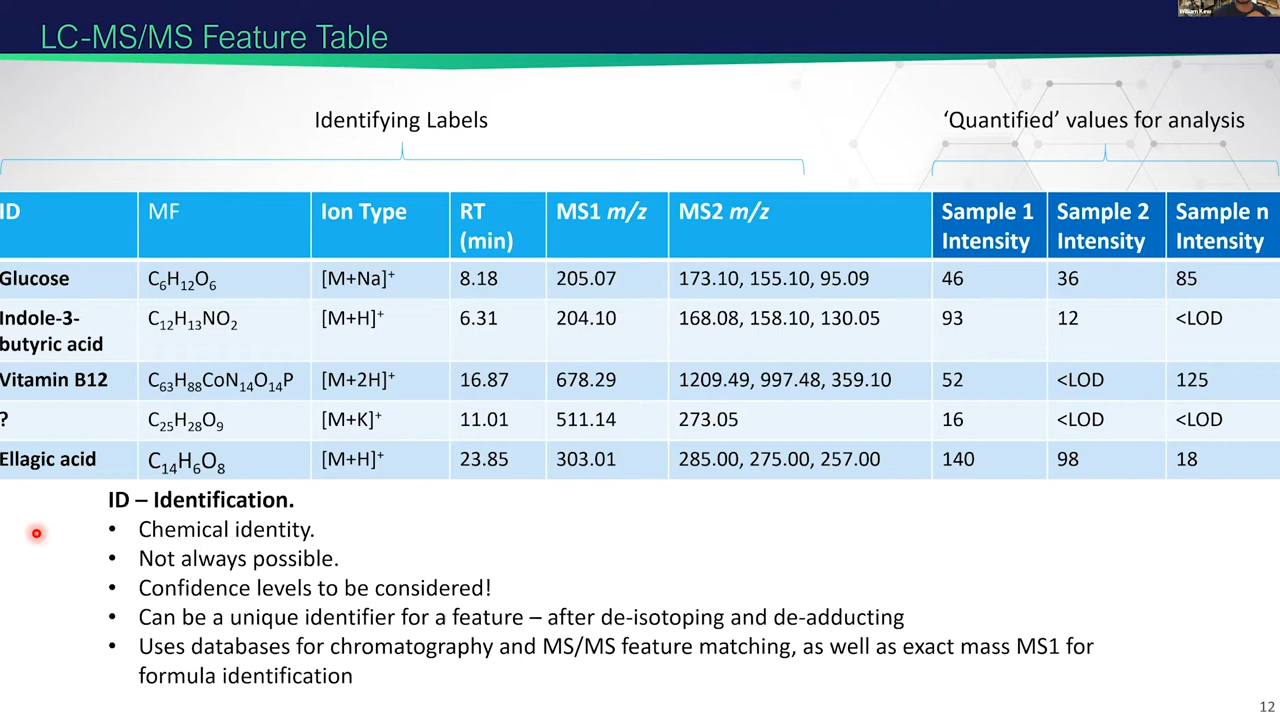 William Kew
LC-MS/MS Feature Table
Identifying Labels
‘Quantified’ values for analysis
ID MF Ion Type RT (min) MS1 m/z MS2 m/z Sample 1 Intensity Sample 2 Intensity Sample n Intensity
Glucose C₆H₁₂O₆ [M+Na]⁺ 8.18 205.07 173.10, 155.10, 95.09 46 36 85
Indole-3-butyric acid C₁₂H₁₃NO₂ [M+H]⁺ 6.31 204.10 168.08, 158.10, 130.05 93 12 <LOD
Vitamin B12 C₆₃H₈₈CoN₁₄O₁₄P [M+2H]⁺ 16.87 678.29 1209.49, 997.48, 359.10 52 <LOD 125
? C₂₅H₂₈O₉ [M+K]⁺ 11.01 511.14 273.05 16 <LOD <LOD
Ellagic acid C₁₄H₆O₈ [M+H]⁺ 23.85 303.01 285.00, 275.00, 257.00 140 98 18
ID – Identification.
• Chemical identity.
• Not always possible.
• Confidence levels to be considered!
• Can be a unique identifier for a feature – after de-isotoping and de-adducting
• Uses databases for chromatography and MS/MS feature matching, as well as exact mass MS1 for
formula identification
12